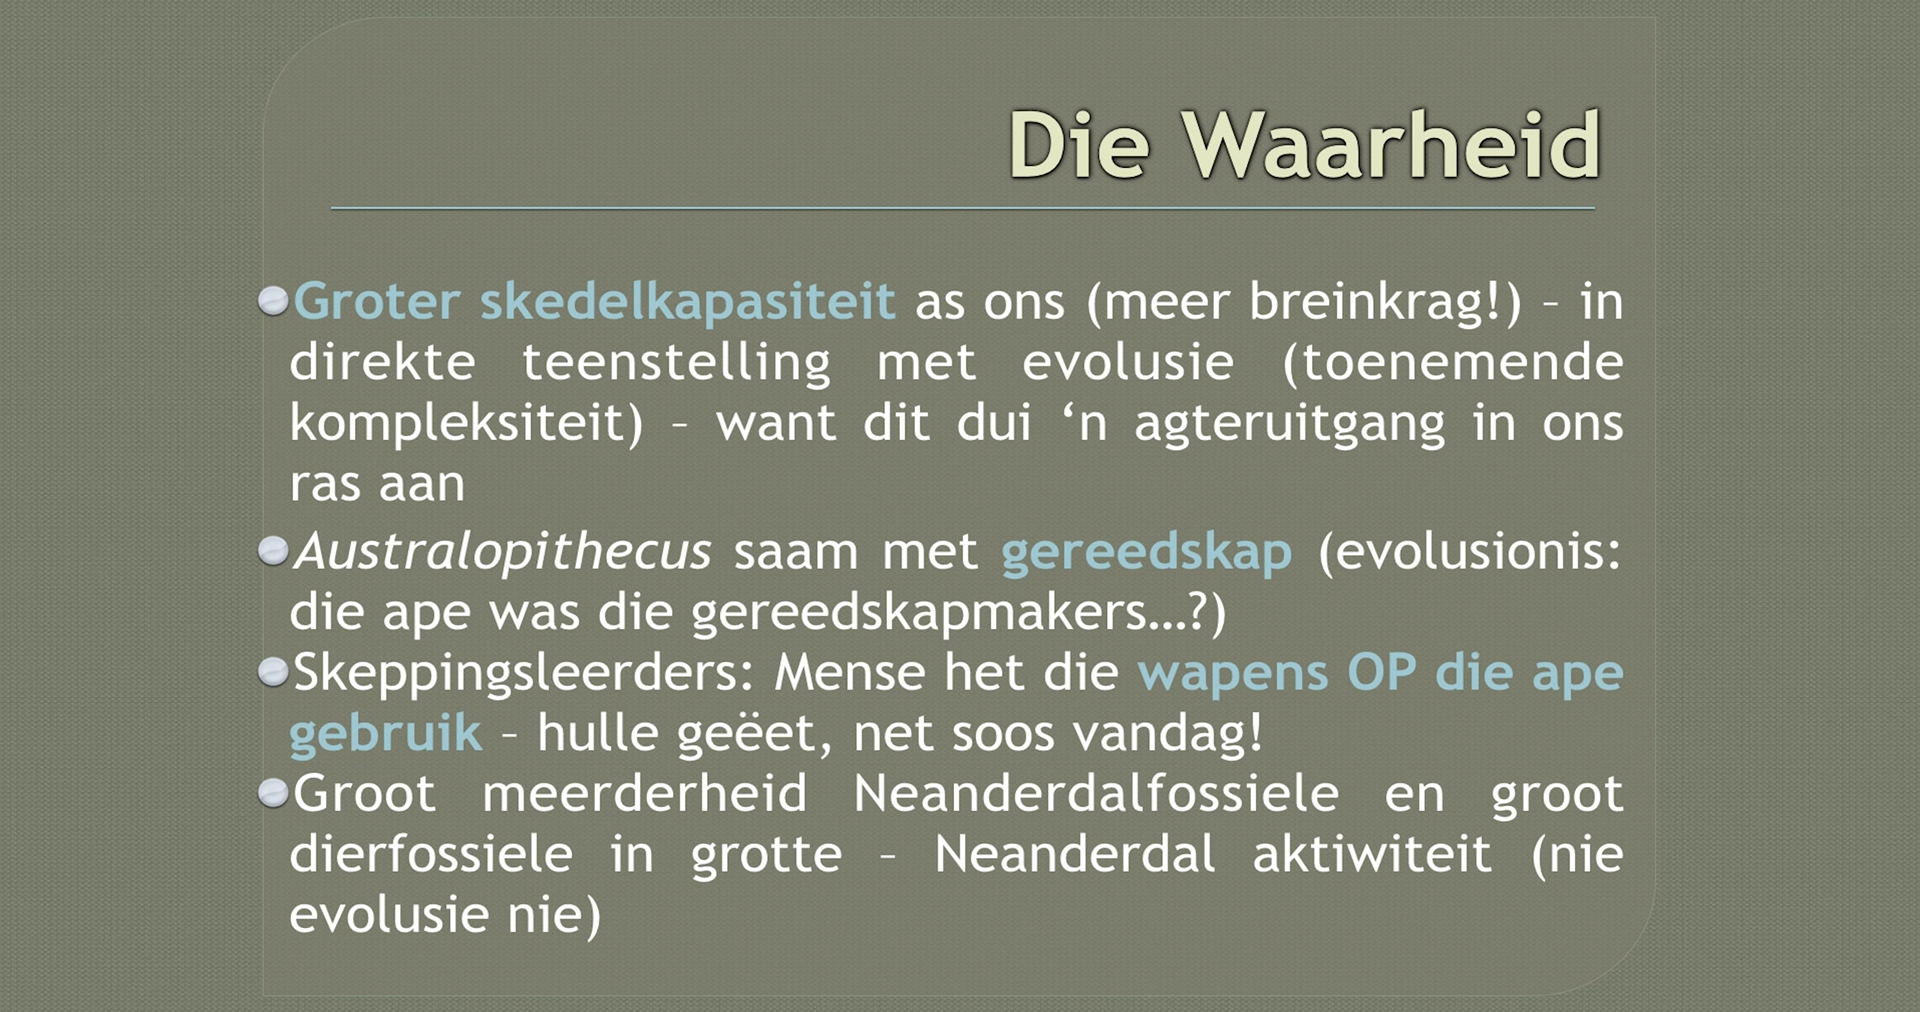 Die Waarheid
Groter skedelkapasiteit as ons (meer breinkrag!) – in
direkte teenstelling met evolusie (toenemende
kompleksiteit) – want dit dui ‘n agteruitgang in ons
ras aan
Australopithecus saam met gereedskap (evolusionis:
die ape was die gereedskapmakers…?)
Skeppingsleerders: Mense het die wapens OP die ape
gebruik – hulle geëet, net soos vandag!
Groot meerderheid Neanderdalfossiele en groot
dierfossiele in grotte – Neanderdal aktiwiteit (nie
evolusie nie)